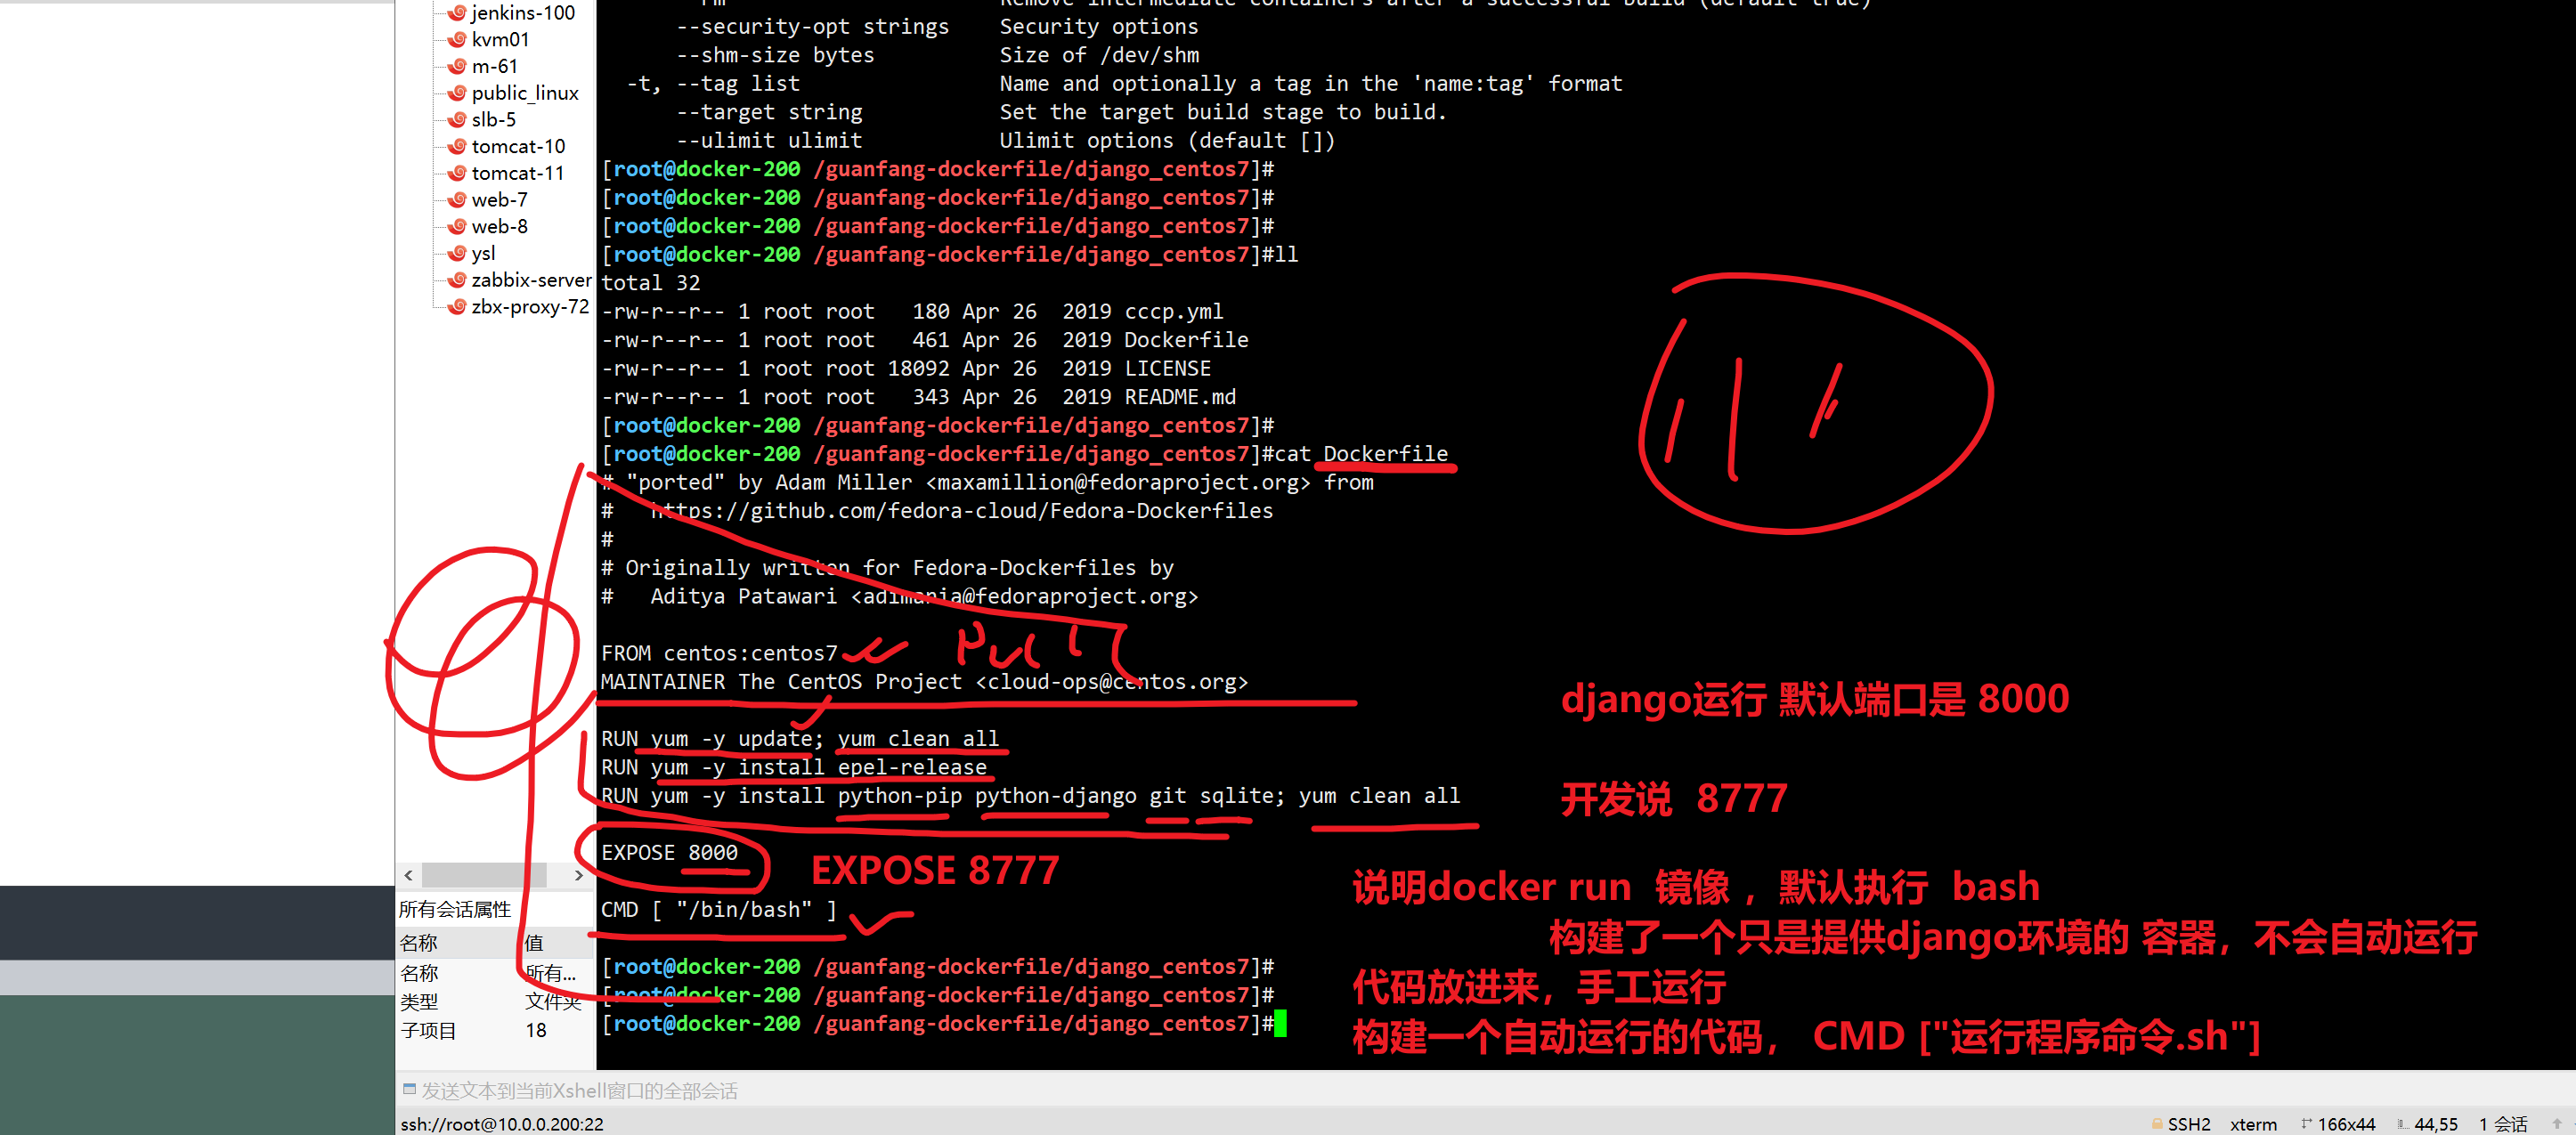 jenkins-100
kvm01
m-61
public_linux
slb-5
tomcat-10
tomcat-11
web-7
web-8
ysl
zabbix-server
zbx-proxy-72
所有会话属性
名称 值
名称 所有...
类型 文件夹
子项目 18
--rm Remove intermediate containers after a successful build (default true)
--security-opt strings Security options
--shm-size bytes Size of /dev/shm
-t, --tag list Name and optionally a tag in the 'name:tag' format
--target string Set the target build stage to build.
--ulimit ulimit Ulimit options (default [])
[root@docker-200 /guanfang-dockerfile/django_centos7]#
[root@docker-200 /guanfang-dockerfile/django_centos7]#
[root@docker-200 /guanfang-dockerfile/django_centos7]#
[root@docker-200 /guanfang-dockerfile/django_centos7]#ll
total 32
-rw-r--r-- 1 root root 180 Apr 26 2019 cccp.yml
-rw-r--r-- 1 root root 461 Apr 26 2019 Dockerfile
-rw-r--r-- 1 root root 18092 Apr 26 2019 LICENSE
-rw-r--r-- 1 root root 343 Apr 26 2019 README.md
[root@docker-200 /guanfang-dockerfile/django_centos7]#
[root@docker-200 /guanfang-dockerfile/django_centos7]#cat Dockerfile
# "ported" by Adam Miller <maxamillion@fedoraproject.org> from
# https://github.com/fedora-cloud/Fedora-Dockerfiles
#
# Originally written for Fedora-Dockerfiles by
# Aditya Patawari <adimania@fedoraproject.org>
FROM centos:centos7 pull
MAINTAINER The CentOS Project <cloud-ops@centos.org>
django运行 默认端口是 8000
RUN yum -y update; yum clean all
RUN yum -y install epel-release
RUN yum -y install python-pip python-django git sqlite; yum clean all
开发说 8777
EXPOSE 8000
EXPOSE 8777
说明docker run 镜像 ，默认执行 bash
CMD [ "/bin/bash" ]
构建了一个只是提供django环境的 容器，不会自动运行
[root@docker-200 /guanfang-dockerfile/django_centos7]#
代码放进来，手工运行
[root@docker-200 /guanfang-dockerfile/django_centos7]#
[root@docker-200 /guanfang-dockerfile/django_centos7]#
构建一个自动运行的代码， CMD ["运行程序命令.sh"]
发送文本到当前Xshell窗口的全部会话
ssh://root@10.0.0.200:22 SSH2 xterm 166x44 44,55 1 会话